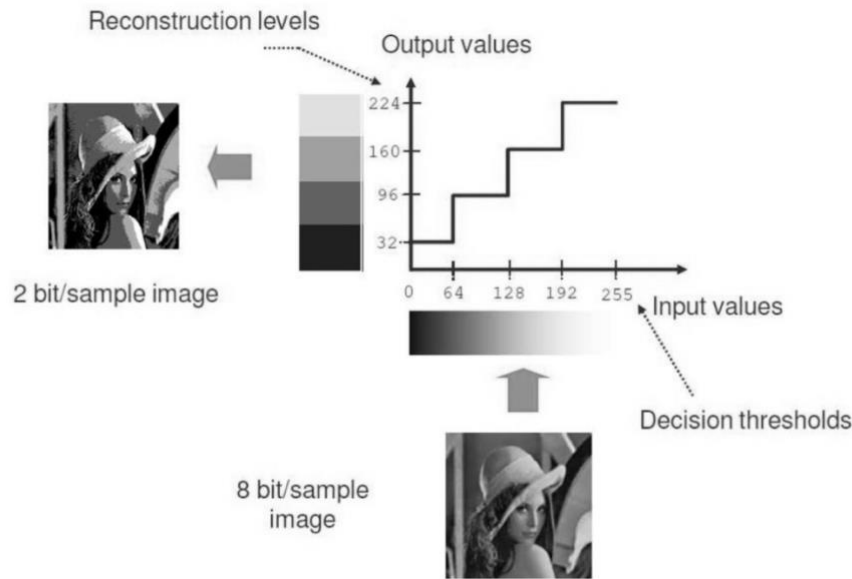 Reconstruction levels
Output values
224
160
96
32
0 64 128 192 255
2 bit/sample image
Input values
Decision thresholds
8 bit/sample
image